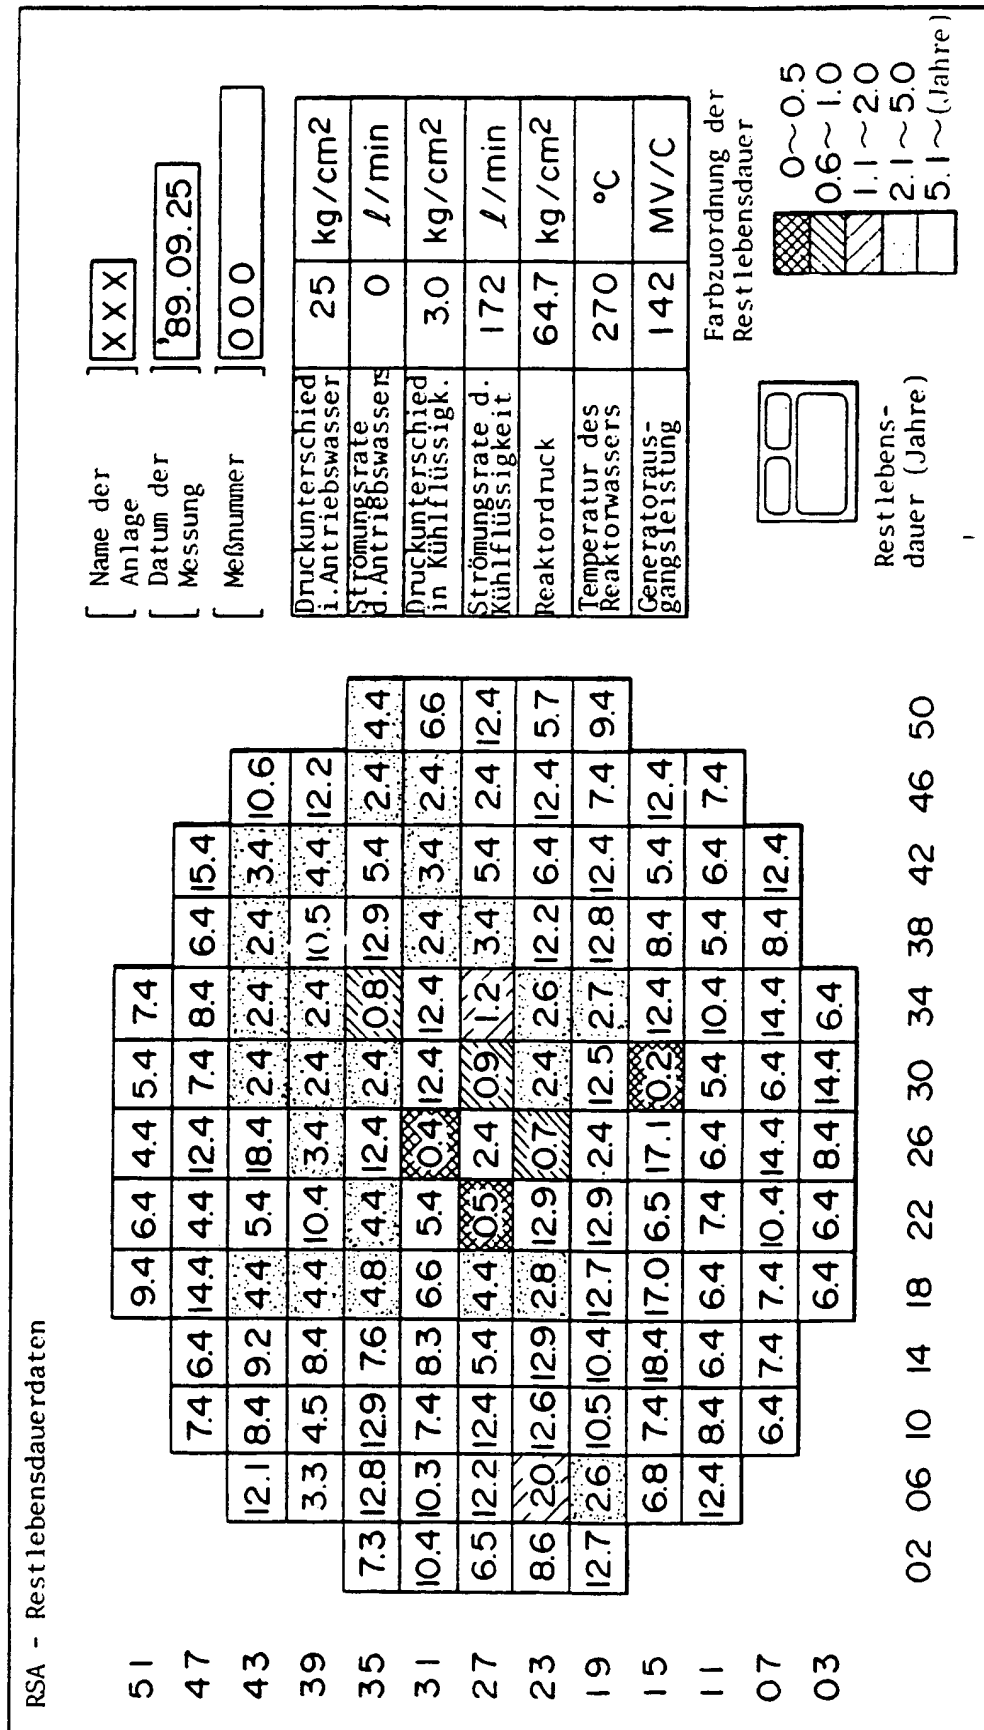 RSA - Restlebensdauerdaten
51 9.4 6.4 4.4 5.4 7.4
47 7.4 6.4 14.4 4.4 12.4 7.4 8.4 6.4 15.4
43 12.1 8.4 9.2 4.4 5.4 18.4 2.4 2.4 2.4 3.4 10.6
39 3.3 4.5 8.4 4.4 10.4 3.4 2.4 2.4 10.5 4.4 12.2
35 7.3 12.8 12.9 7.6 4.8 4.4 12.4 2.4 0.8 12.9 5.4 2.4 4.4
31 10.4 10.3 7.4 8.3 6.6 5.4 0.4 12.4 12.4 2.4 3.4 2.4 6.6
27 6.5 12.2 12.4 5.4 4.4 0.5 2.4 0.9 1.2 3.4 5.4 2.4 12.4
23 8.6 2.0 12.6 12.9 2.8 12.9 0.7 2.4 2.6 12.2 6.4 12.4 5.7
19 12.7 2.6 10.5 10.4 12.7 12.9 2.4 12.5 2.7 12.8 12.4 7.4 9.4
15 6.8 7.4 18.4 17.0 6.5 17.1 0.2 12.4 8.4 5.4 12.4
11 12.4 8.4 6.4 6.4 7.4 6.4 5.4 10.4 5.4 6.4 7.4
07 6.4 7.4 7.4 10.4 14.4 6.4 14.4 8.4 12.4
03 6.4 6.4 8.4 14.4 6.4
02 06 10 14 18 22 26 30 34 38 42 46 50
[ Name der
Anlage ] XXX
[ Datum der
Messung ] '89.09.25
[ Meßnummer ] 000
Druckunterschied
i.Antriebswasser 25 kg/cm2
Strömungsrate
d.Antriebswassers 0 ℓ/min
Druckunterschied
in Kühlflüssigk. 3.0 kg/cm2
Strömungsrate d.
Kühlflüssigkeit 172 ℓ/min
Reaktordruck 64.7 kg/cm2
Temperatur des
Reaktorwassers 270 °C
Generatoraus-
gangsleistung 142 MV/C
Restlebens-
dauer (Jahre)
Farbzuordnung der
Restlebensdauer
0~0.5
0.6~1.0
1.1~2.0
2.1~5.0
5.1~(Jahre)